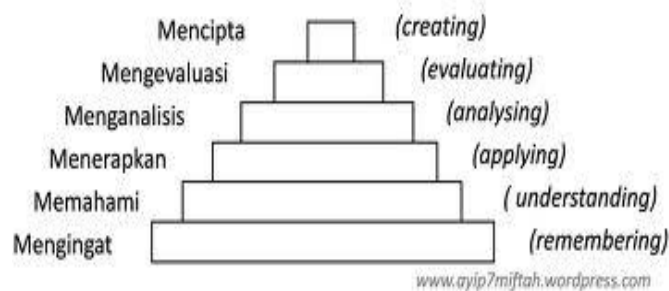 Mencipta (creating)
Mengevaluasi (evaluating)
Menganalisis (analysing)
Menerapkan (applying)
Memahami ( understanding)
Mengingat (remembering)
www.ayip7miftah.wordpress.com